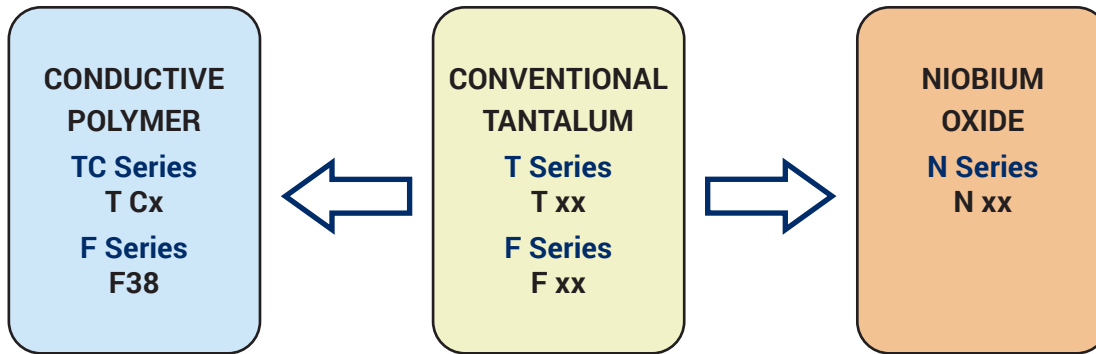 CONDUCTIVE
POLYMER
TC Series
T Cx
F Series
F38
CONVENTIONAL
TANTALUM
T Series
T xx
F Series
F xx
NIOBIUM
OXIDE
N Series
N xx